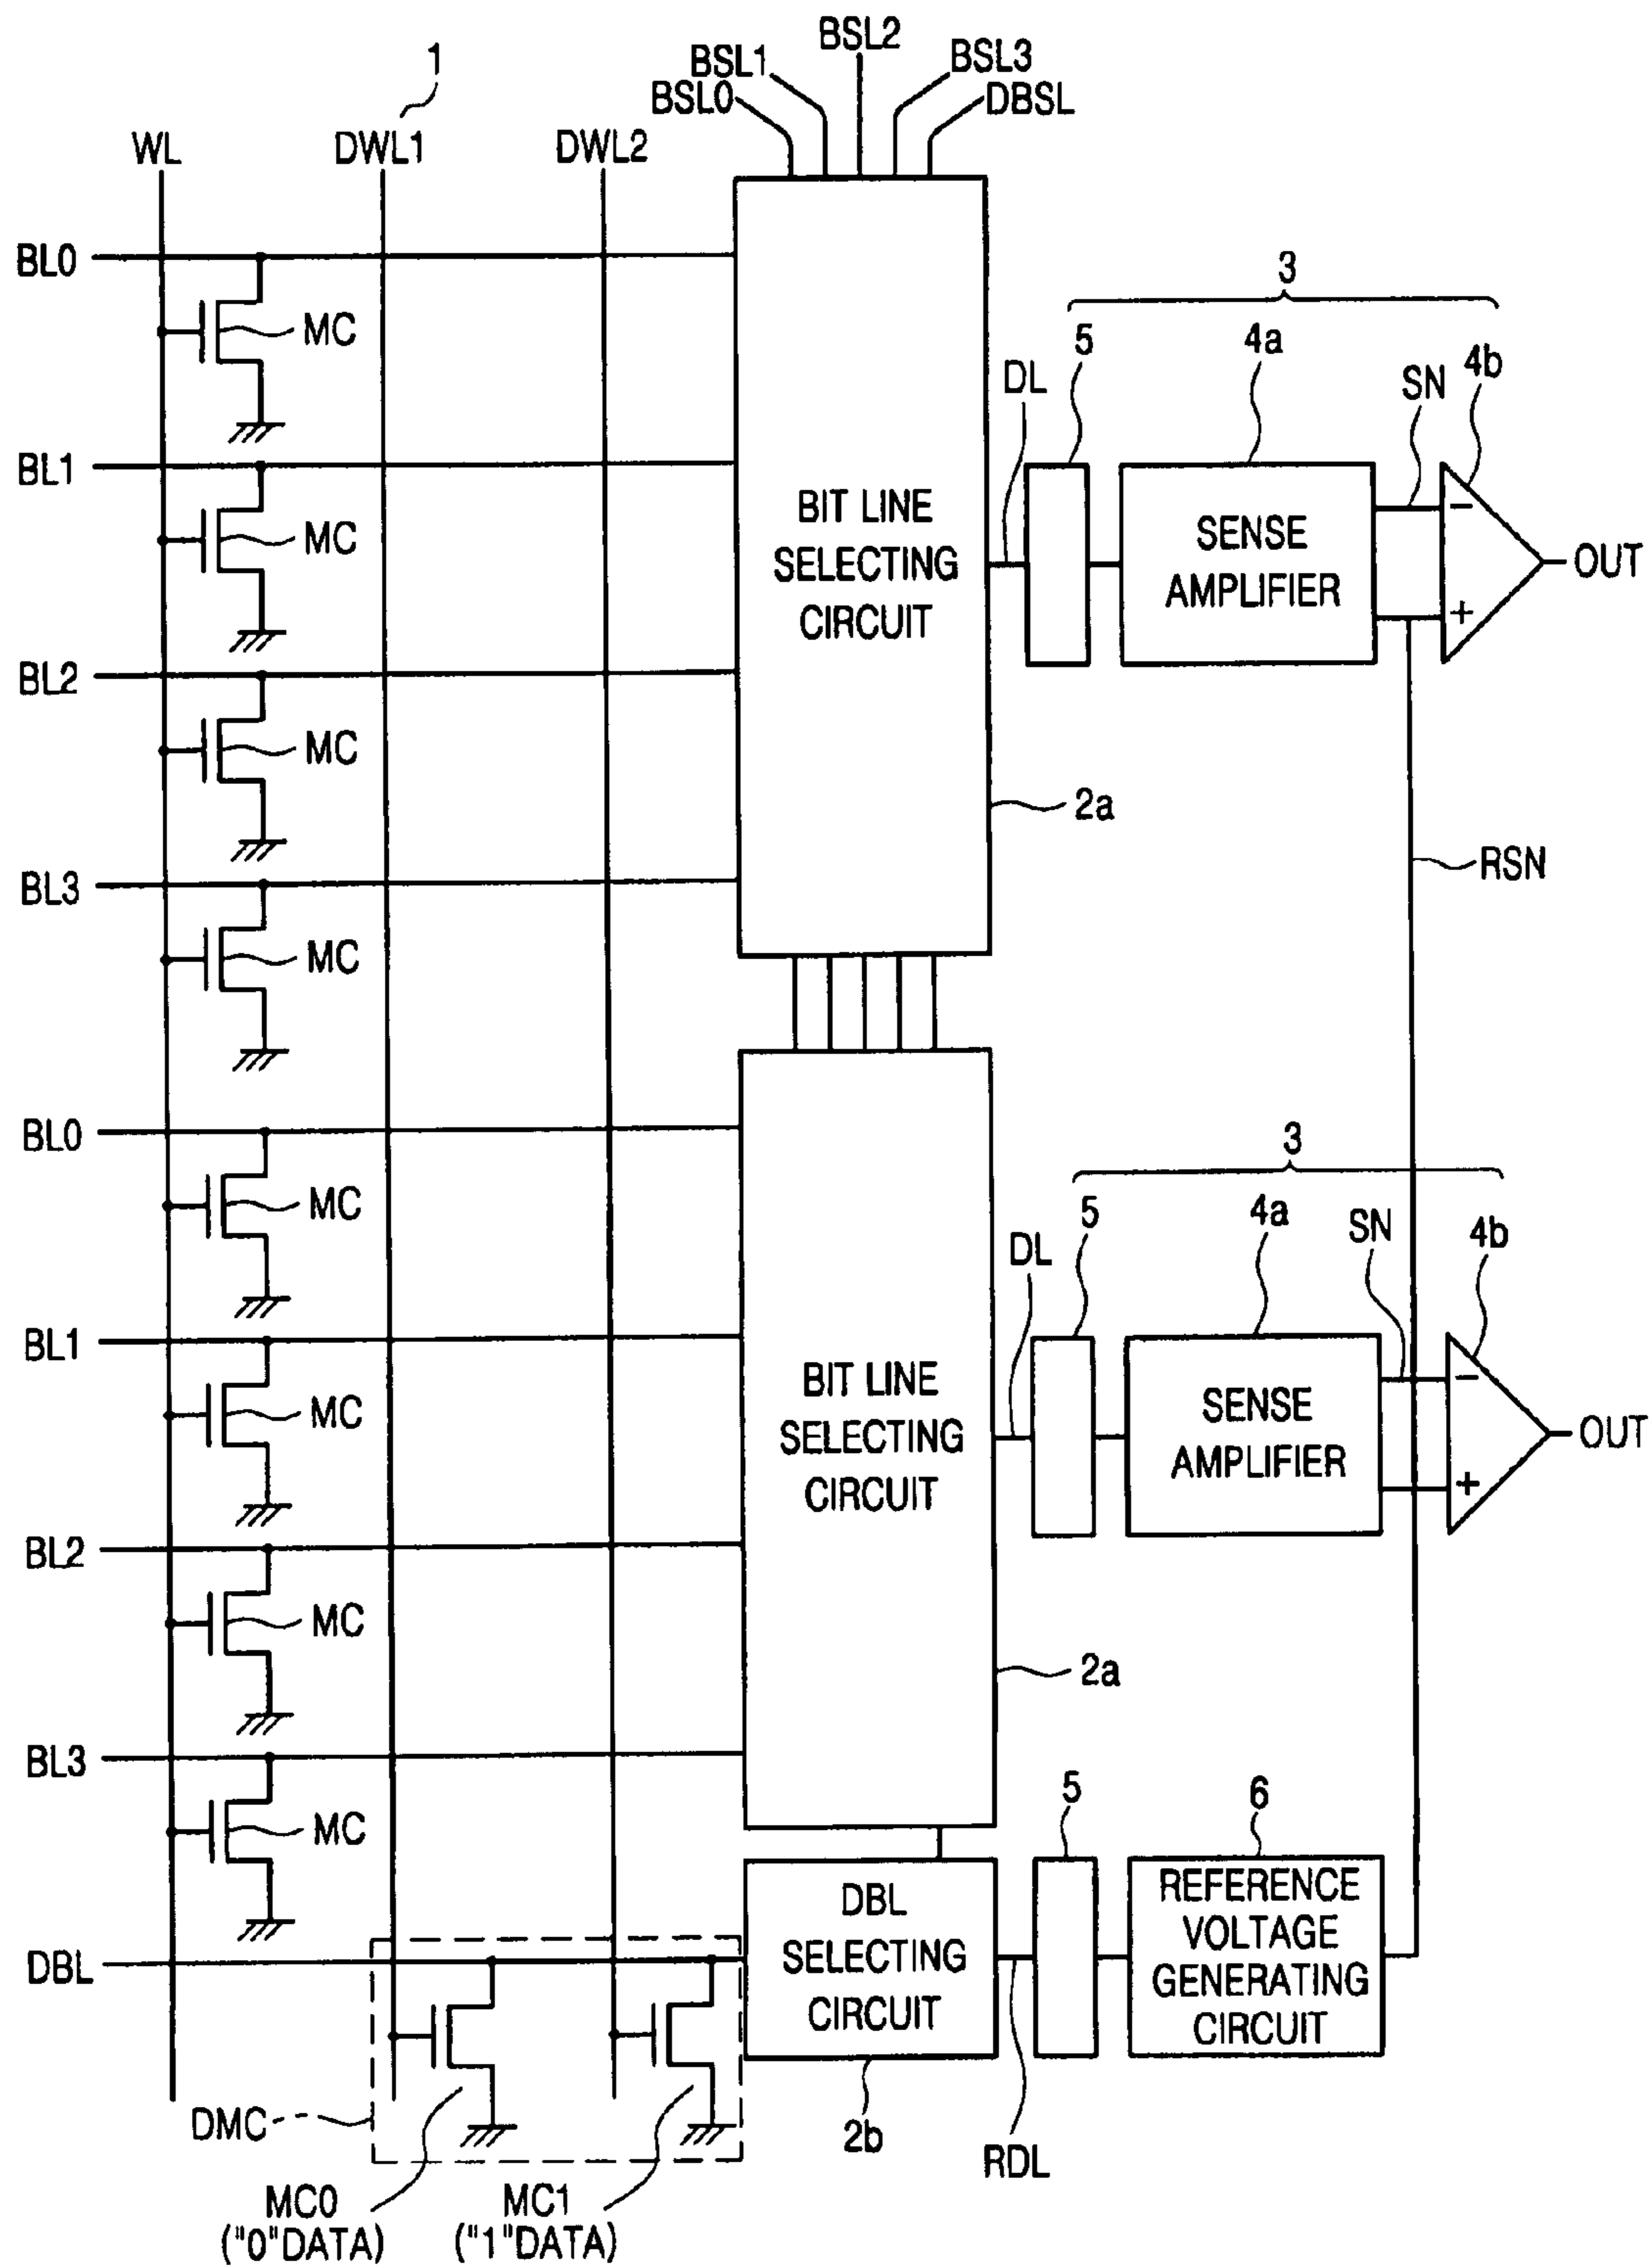 1
BSL2
BSL1
BSL3
BSL0
DBSL
WL
DWL1
DWL2
BL0
MC
3
5
4a
4b
DL
SN
BL1
MC
BIT LINE
SELECTING
CIRCUIT
SENSE
AMPLIFIER
−
+
OUT
BL2
MC
2a
RSN
BL3
MC
BL0
MC
3
5
4a
4b
DL
SN
BL1
MC
BIT LINE
SELECTING
CIRCUIT
SENSE
AMPLIFIER
−
+
OUT
BL2
MC
2a
BL3
MC
5
6
DBL
DBL
SELECTING
CIRCUIT
REFERENCE
VOLTAGE
GENERATING
CIRCUIT
DMC
2b
RDL
MC0
("0"DATA)
MC1
("1"DATA)